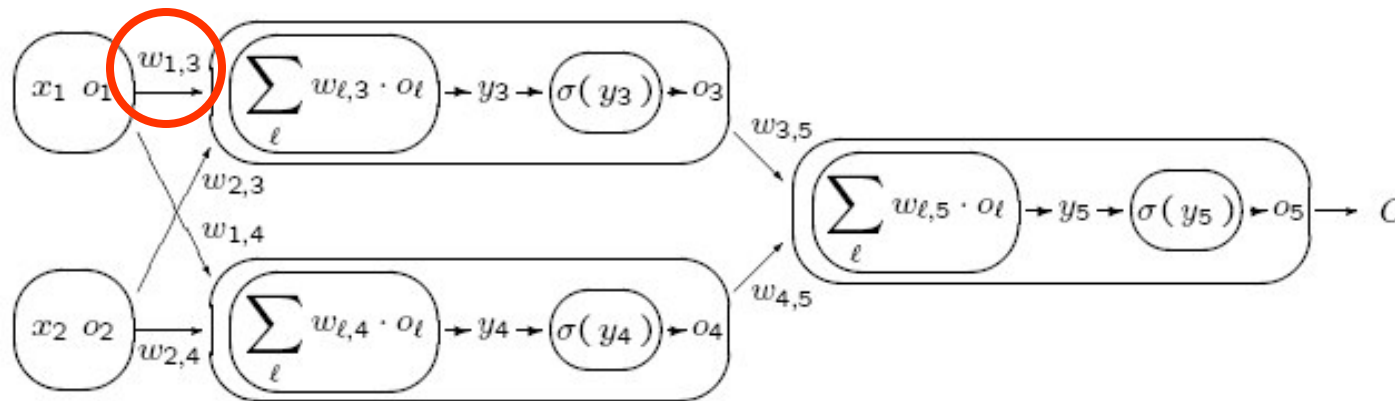 x₁ o₁
w₁,₃
∑ℓ wℓ,₃ · oℓ
y₃
σ( y₃ )
o₃
w₃,₅
w₂,₃
w₁,₄
∑ℓ wℓ,₅ · oℓ
y₅
σ( y₅ )
o₅
x₂ o₂
w₂,₄
∑ℓ wℓ,₄ · oℓ
y₄
σ( y₄ )
o₄
w₄,₅